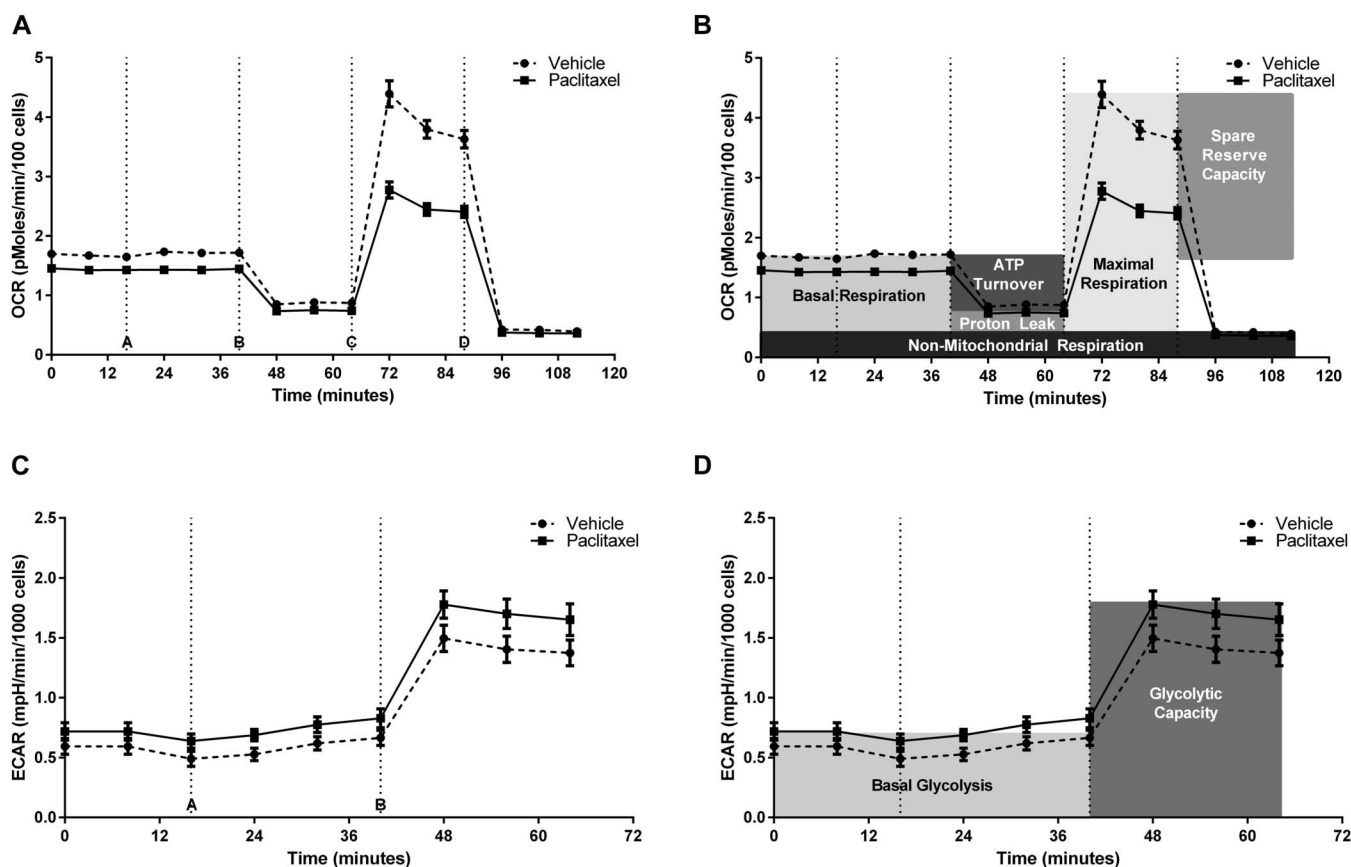 A
Vehicle
Paclitaxel
OCR (pMoles/min/100 cells)
5
4
3
2
1
0
A
B
C
D
0
12
24
36
48
60
72
84
96
108
120
Time (minutes)
B
Vehicle
Paclitaxel
OCR (pMoles/min/100 cells)
5
4
3
2
1
0
Spare
Reserve
Capacity
ATP
Turnover
Maximal
Respiration
Basal Respiration
Proton Leak
Non-Mitochondrial Respiration
0
12
24
36
48
60
72
84
96
108
120
Time (minutes)
C
Vehicle
Paclitaxel
ECAR (mpH/min/1000 cells)
2.5
2.0
1.5
1.0
0.5
0.0
A
B
0
12
24
36
48
60
72
Time (minutes)
D
Vehicle
Paclitaxel
ECAR (mpH/min/1000 cells)
2.5
2.0
1.5
1.0
0.5
0.0
Glycolytic
Capacity
Basal Glycolysis
0
12
24
36
48
60
72
Time (minutes)